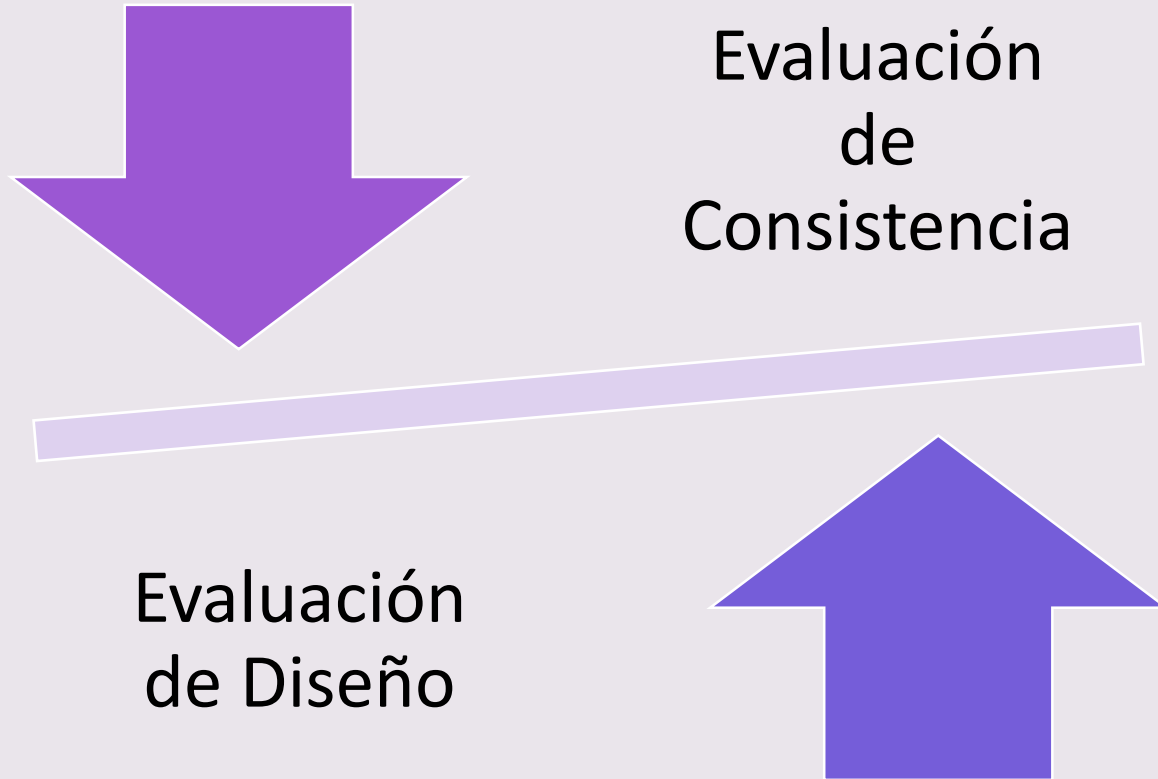 Evaluación
de
Consistencia
Evaluación
de Diseño